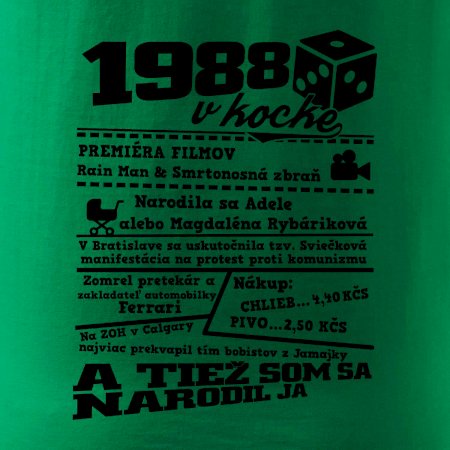 1988
v kocke
PREMIÉRA FILMOV
Rain Man & Smrtonosná zbraň
Narodila sa Adele
alebo Magdaléna Rybáriková
V Bratislave sa uskutočnila tzv. Sviečková
manifestácia na protest proti komunizmu
Zomrel pretekár a
zakladateľ automobilky
Ferrari
Nákup:
CHLIEB...4,40 KČS
PIVO...2,50 KČS
Na ZOH v Calgary
najviac prekvapil tím bobistov z Jamajky
A TIEŽ SOM SA
NARODIL JA